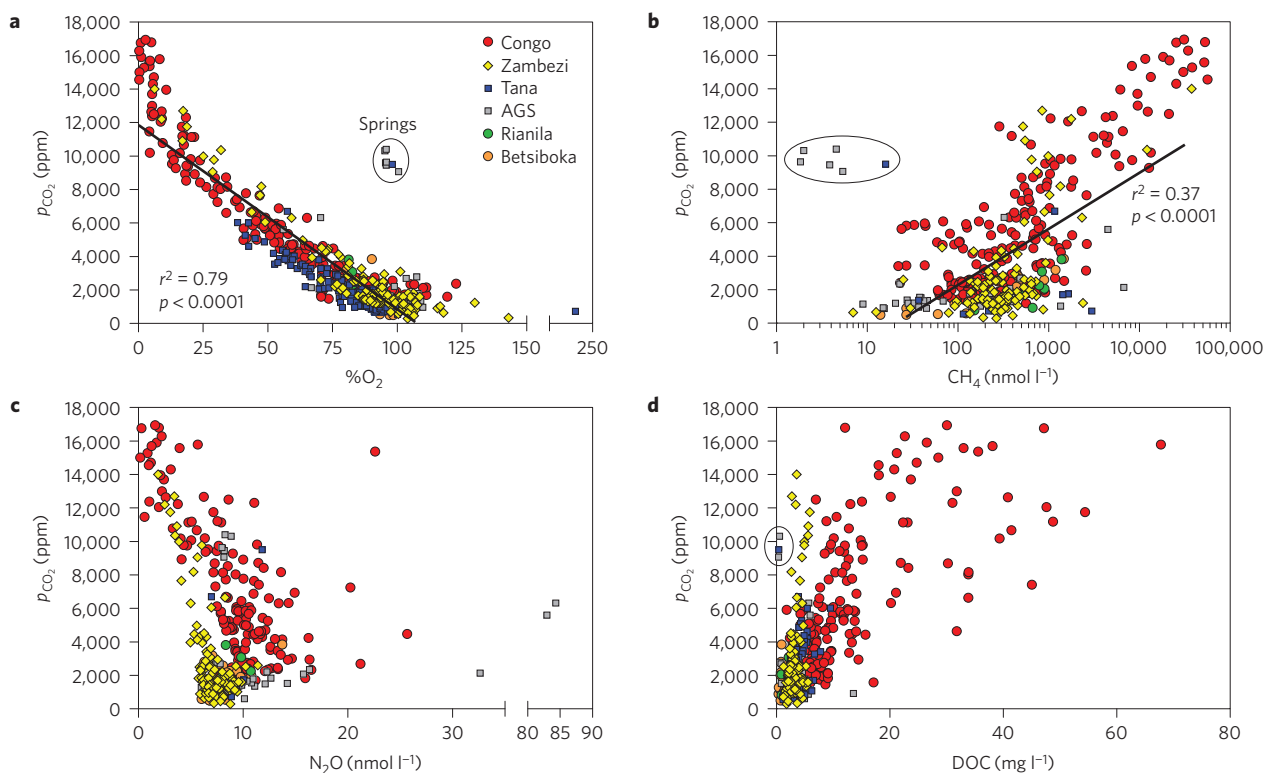 a
18,000
16,000
14,000
12,000
10,000
8,000
6,000
4,000
2,000
0
pCO2 (ppm)
Congo
Zambezi
Tana
AGS
Rianila
Betsiboka
Springs
r2 = 0.79
p < 0.0001
0 25 50 75 100 125 150 250
%O2
b
18,000
16,000
14,000
12,000
10,000
8,000
6,000
4,000
2,000
0
pCO2 (ppm)
r2 = 0.37
p < 0.0001
1 10 100 1,000 10,000 100,000
CH4 (nmol l−1)
c
18,000
16,000
14,000
12,000
10,000
8,000
6,000
4,000
2,000
0
pCO2 (ppm)
0 10 20 30 80 85 90
N2O (nmol l−1)
d
18,000
16,000
14,000
12,000
10,000
8,000
6,000
4,000
2,000
0
pCO2 (ppm)
0 20 40 60 80
DOC (mg l−1)